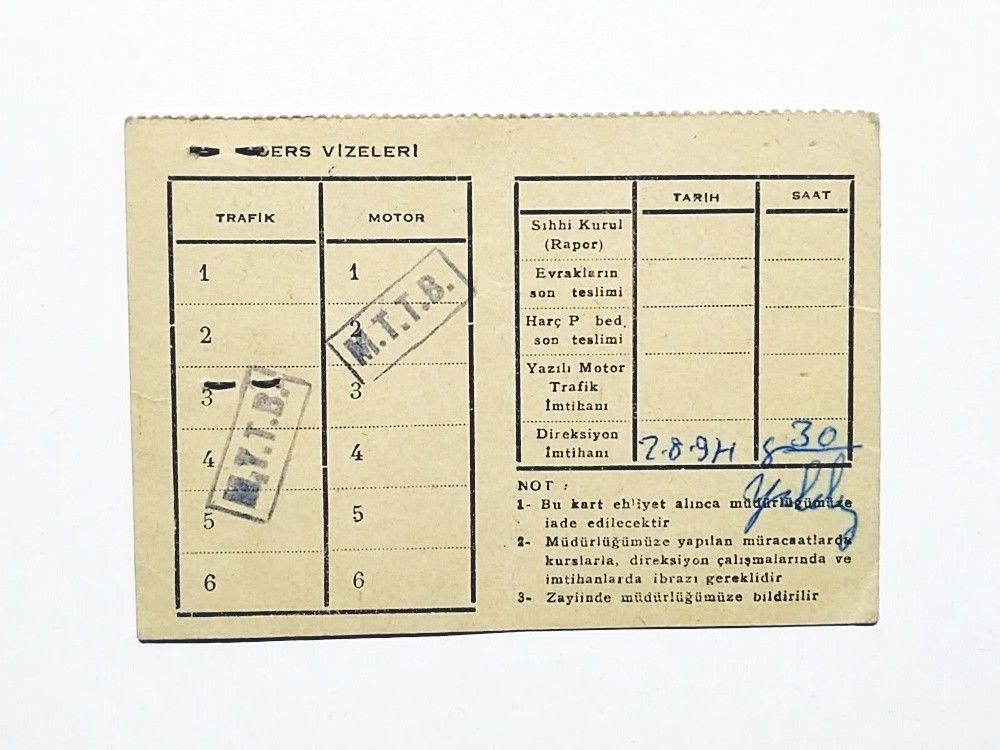 DERS VİZELERİ
TRAFİK MOTOR
1 1
2 2
3 3
4 4
5 5
6 6
M.T.T.B.
M.Y.T.B.
TARİH SAAT
Sıhhi Kurul
(Rapor)
Evrakların
son teslimi
Harç P bed.
son teslimi
Yazılı Motor
Trafik
İmtihanı
Direksiyon
İmtihanı
8 30
NOT :
1- Bu kart ehliyet alınca müdürlüğümüze
iade edilecektir
2- Müdürlüğümüze yapılan müracaatlarda
kurslarla, direksiyon çalışmalarında ve
imtihanlarda ibrazı gereklidir
3- Zayiinde müdürlüğümüze bildirilir